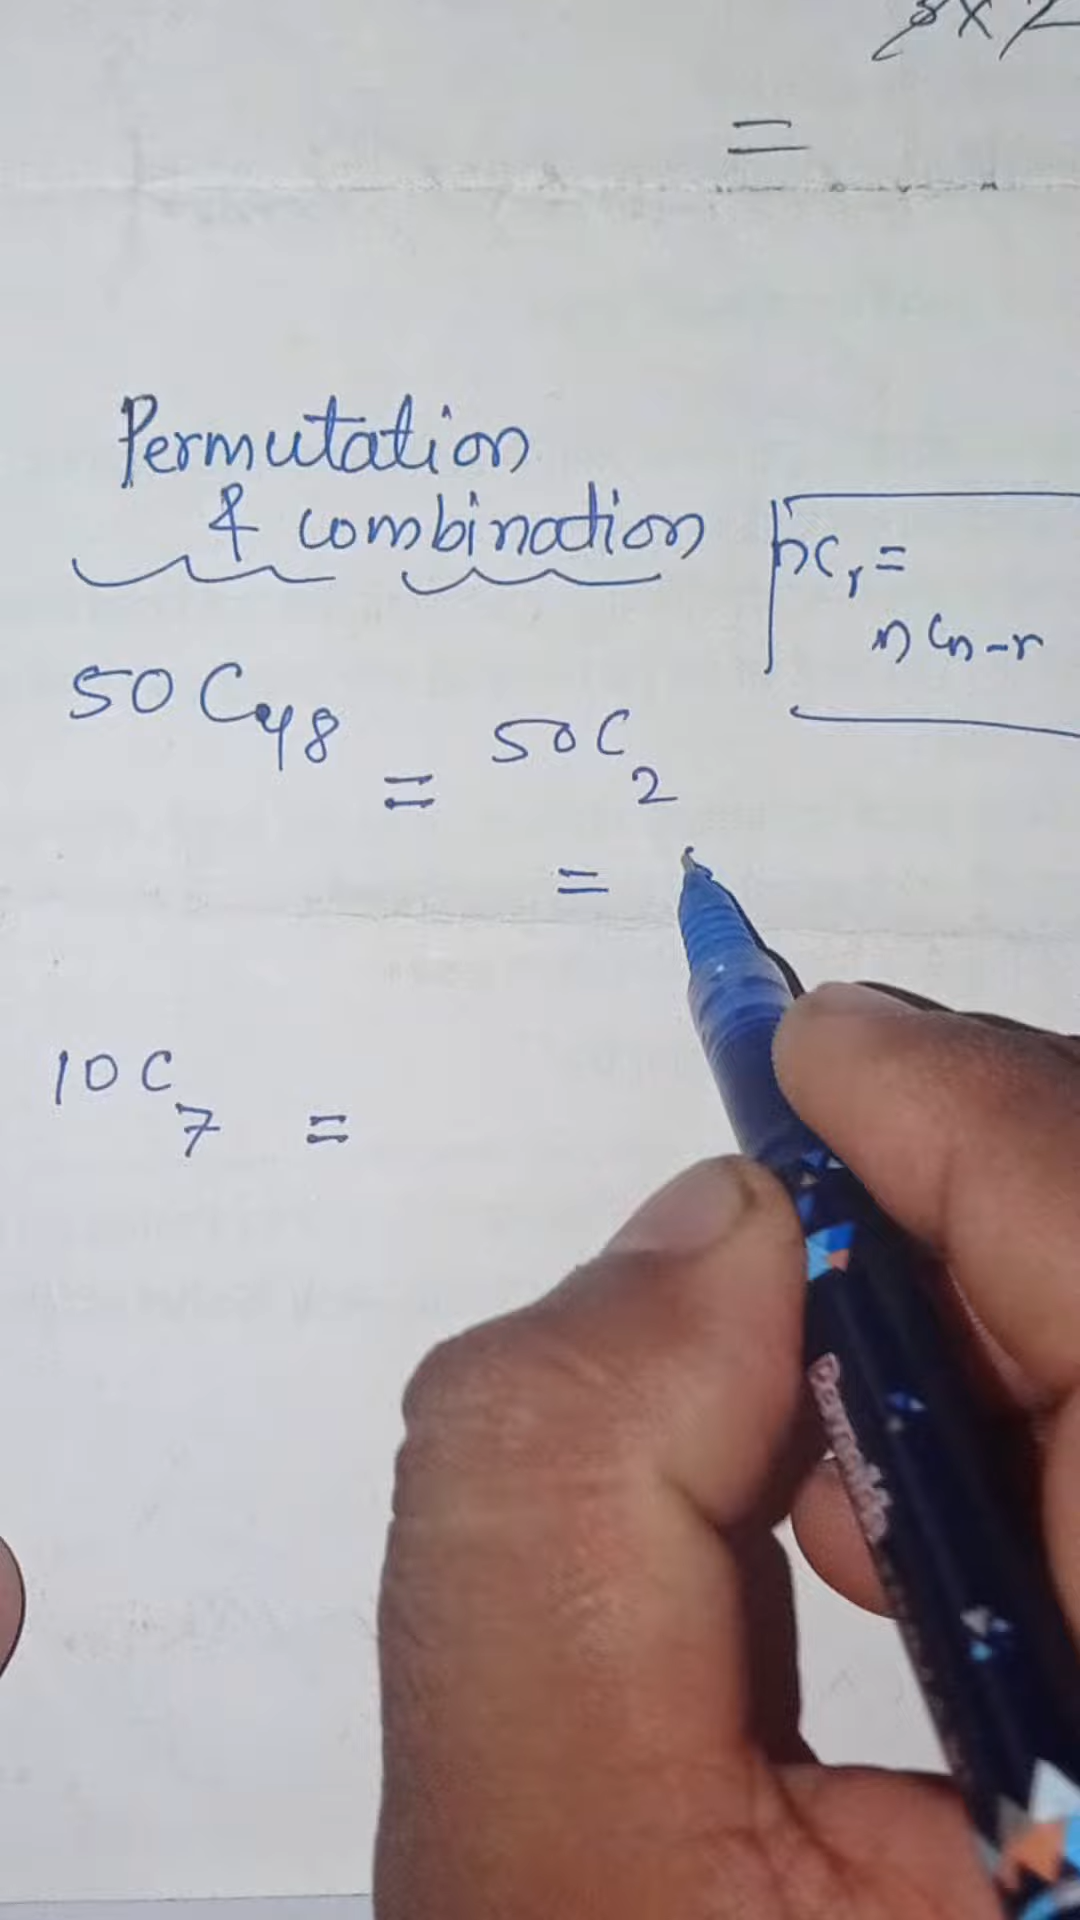 =
Permutation
& combination
nCr =
nCn-r
50C48 = 50C2
=
10C7 =